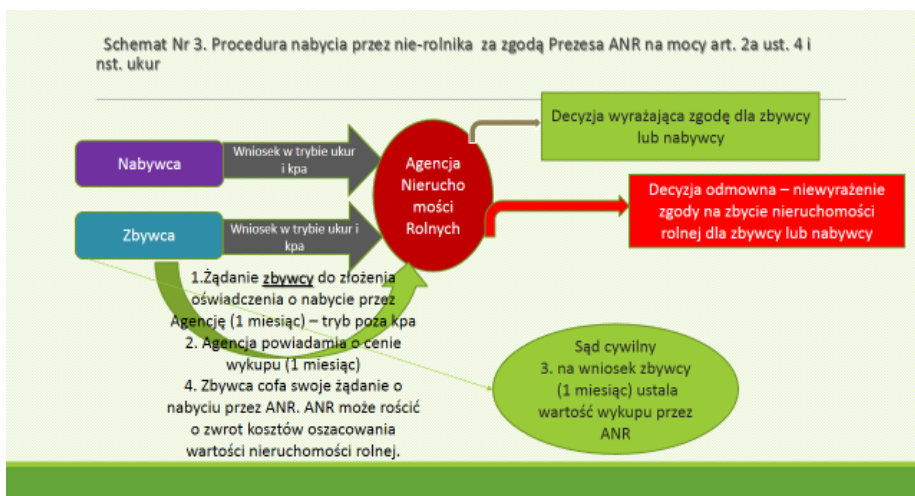 Schemat Nr 3. Procedura nabycia przez nie-rolnika  za zgodą Prezesa ANR na mocy art. 2a ust. 4 i
nst. ukur
Nabywca
Wniosek w trybie ukur
i kpa
Zbywca
Wniosek w trybie ukur i
kpa
Agencja
Nierucho
mości
Rolnych
Decyzja wyrażająca zgodę dla zbywcy
lub nabywcy
Decyzja odmowna – niewyrażenie
zgody na zbycie nieruchomości
rolnej dla zbywcy lub nabywcy
1.Żądanie zbywcy do złożenia
oświadczenia o nabycie przez
Agencję (1 miesiąc) – tryb poza kpa
2. Agencja powiadamia o cenie
wykupu (1 miesiąc)
4. Zbywca cofa swoje żądanie o
nabyciu przez ANR. ANR może rościć
o zwrot kosztów oszacowania
wartości nieruchomości rolnej.
Sąd cywilny
3. na wniosek zbywcy
(1 miesiąc) ustala
wartość wykupu przez
ANR